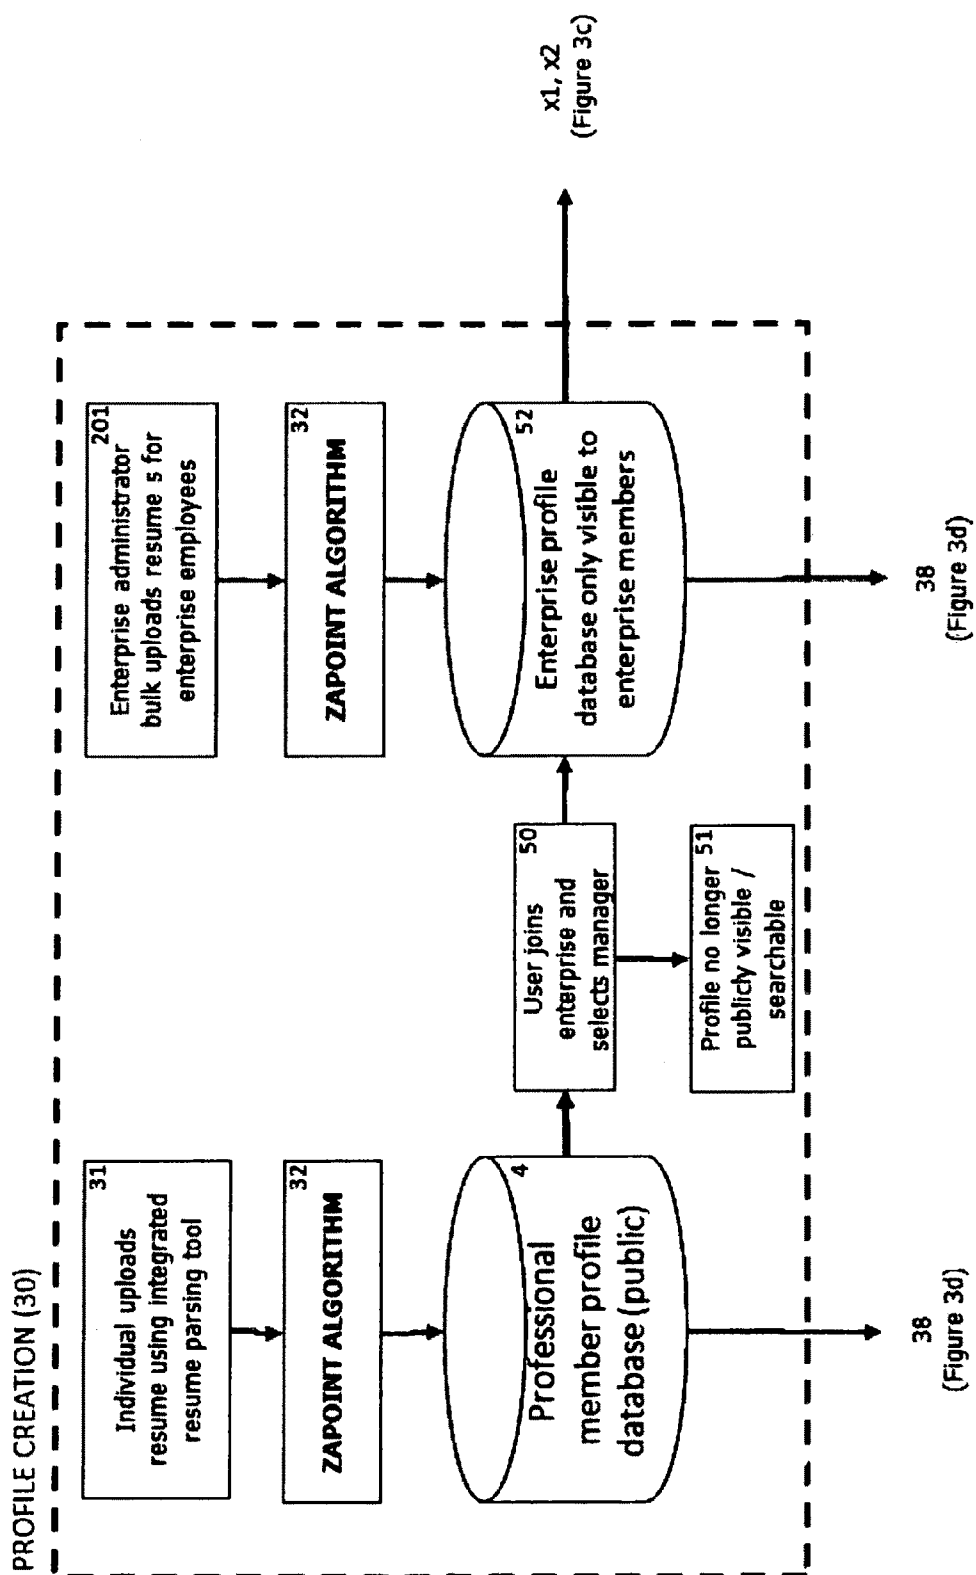 PROFILE CREATION (30)
31
Individual uploads
resume using integrated
resume parsing tool
32
ZAPOINT ALGORITHM
4
Professional
member profile
database (public)
38
(Figure 3d)
50
User joins
enterprise and
selects manager
51
Profile no longer
publicly visible /
searchable
201
Enterprise administrator
bulk uploads resume s for
enterprise employees
32
ZAPOINT ALGORITHM
52
Enterprise profile
database only visible to
enterprise members
38
(Figure 3d)
x1, x2
(Figure 3c)